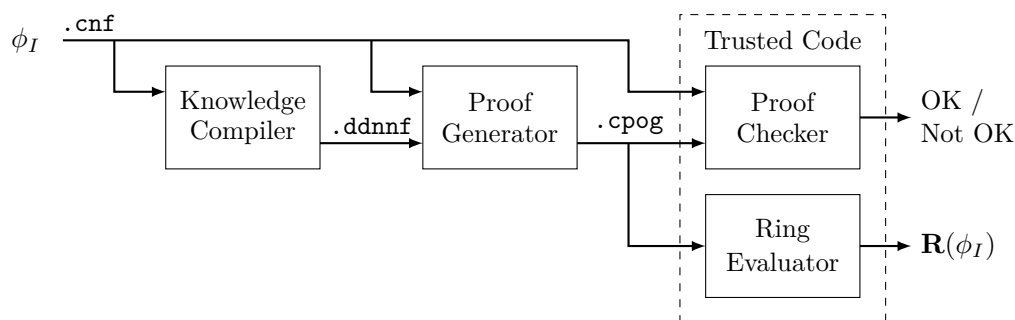 ϕ_I
.cnf
Trusted Code
Knowledge
Compiler
.ddnnf
Proof
Generator
.cpog
Proof
Checker
OK /
Not OK
Ring
Evaluator
R(ϕ_I)